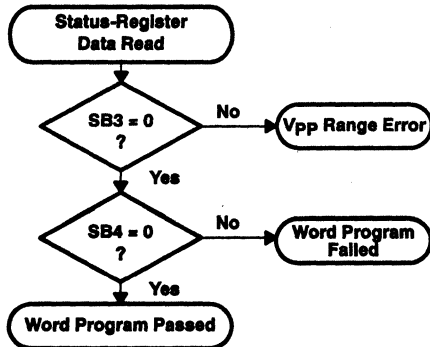 Status-Register
Data Read
SB3 = 0
?
No
VPP Range Error
Yes
SB4 = 0
?
No
Word Program
Failed
Yes
Word Program Passed